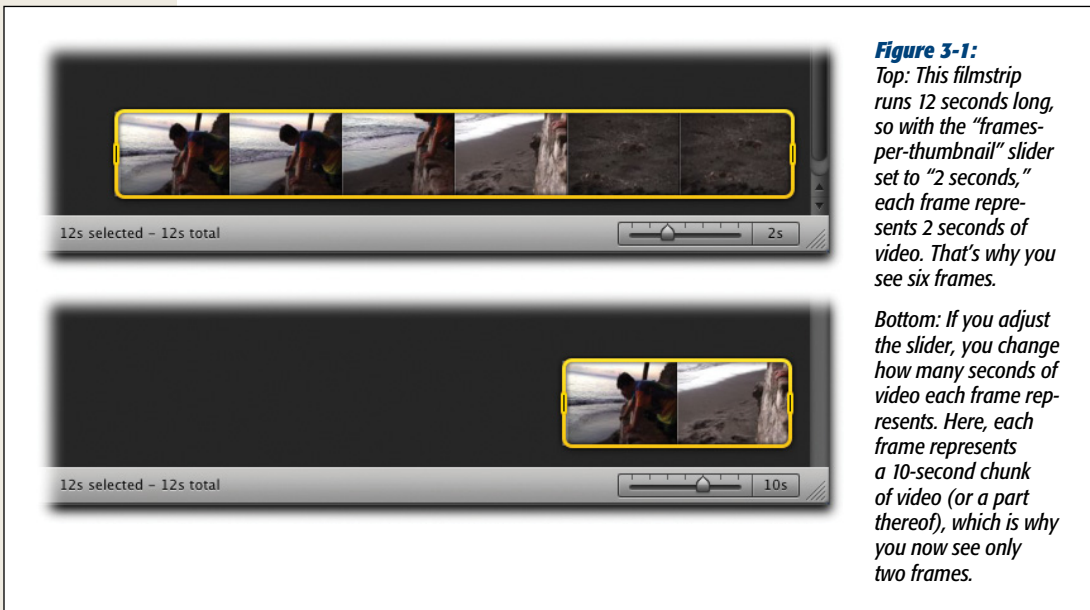 12s selected – 12s total
2s
12s selected – 12s total
10s
Figure 3-1:
Top: This filmstrip
runs 12 seconds long,
so with the “frames-
per-thumbnail” slider
set to “2 seconds,”
each frame repre-
sents 2 seconds of
video. That’s why you
see six frames.
Bottom: If you adjust
the slider, you change
how many seconds of
video each frame rep-
resents. Here, each
frame represents
a 10-second chunk
of video (or a part
thereof), which is why
you now see only
two frames.